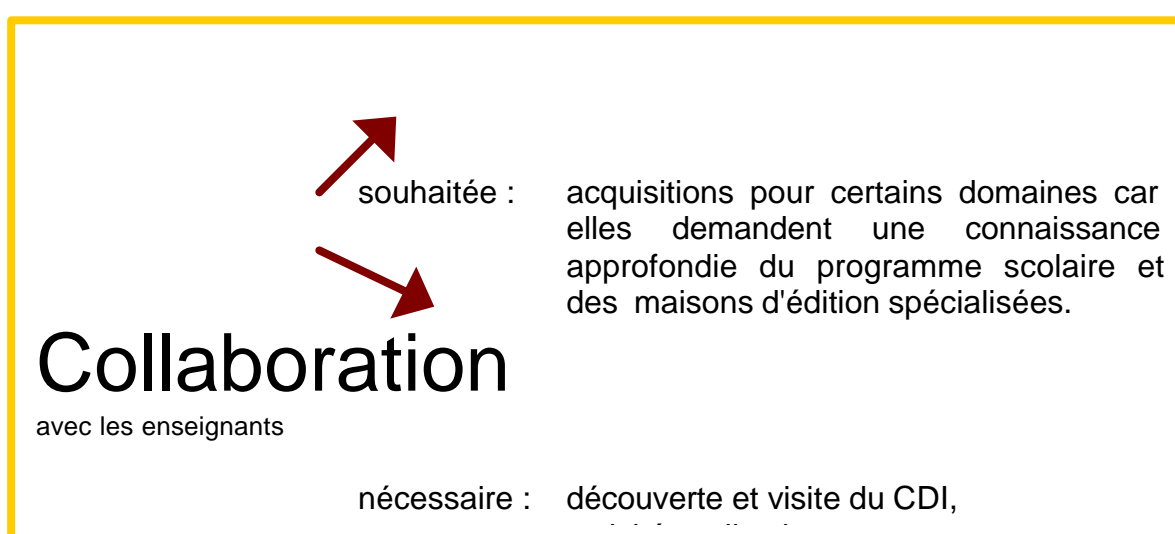 souhaitée : acquisitions pour certains domaines car
elles demandent une connaissance
approfondie du programme scolaire et
des maisons d'édition spécialisées.
Collaboration
avec les enseignants
nécessaire : découverte et visite du CDI,